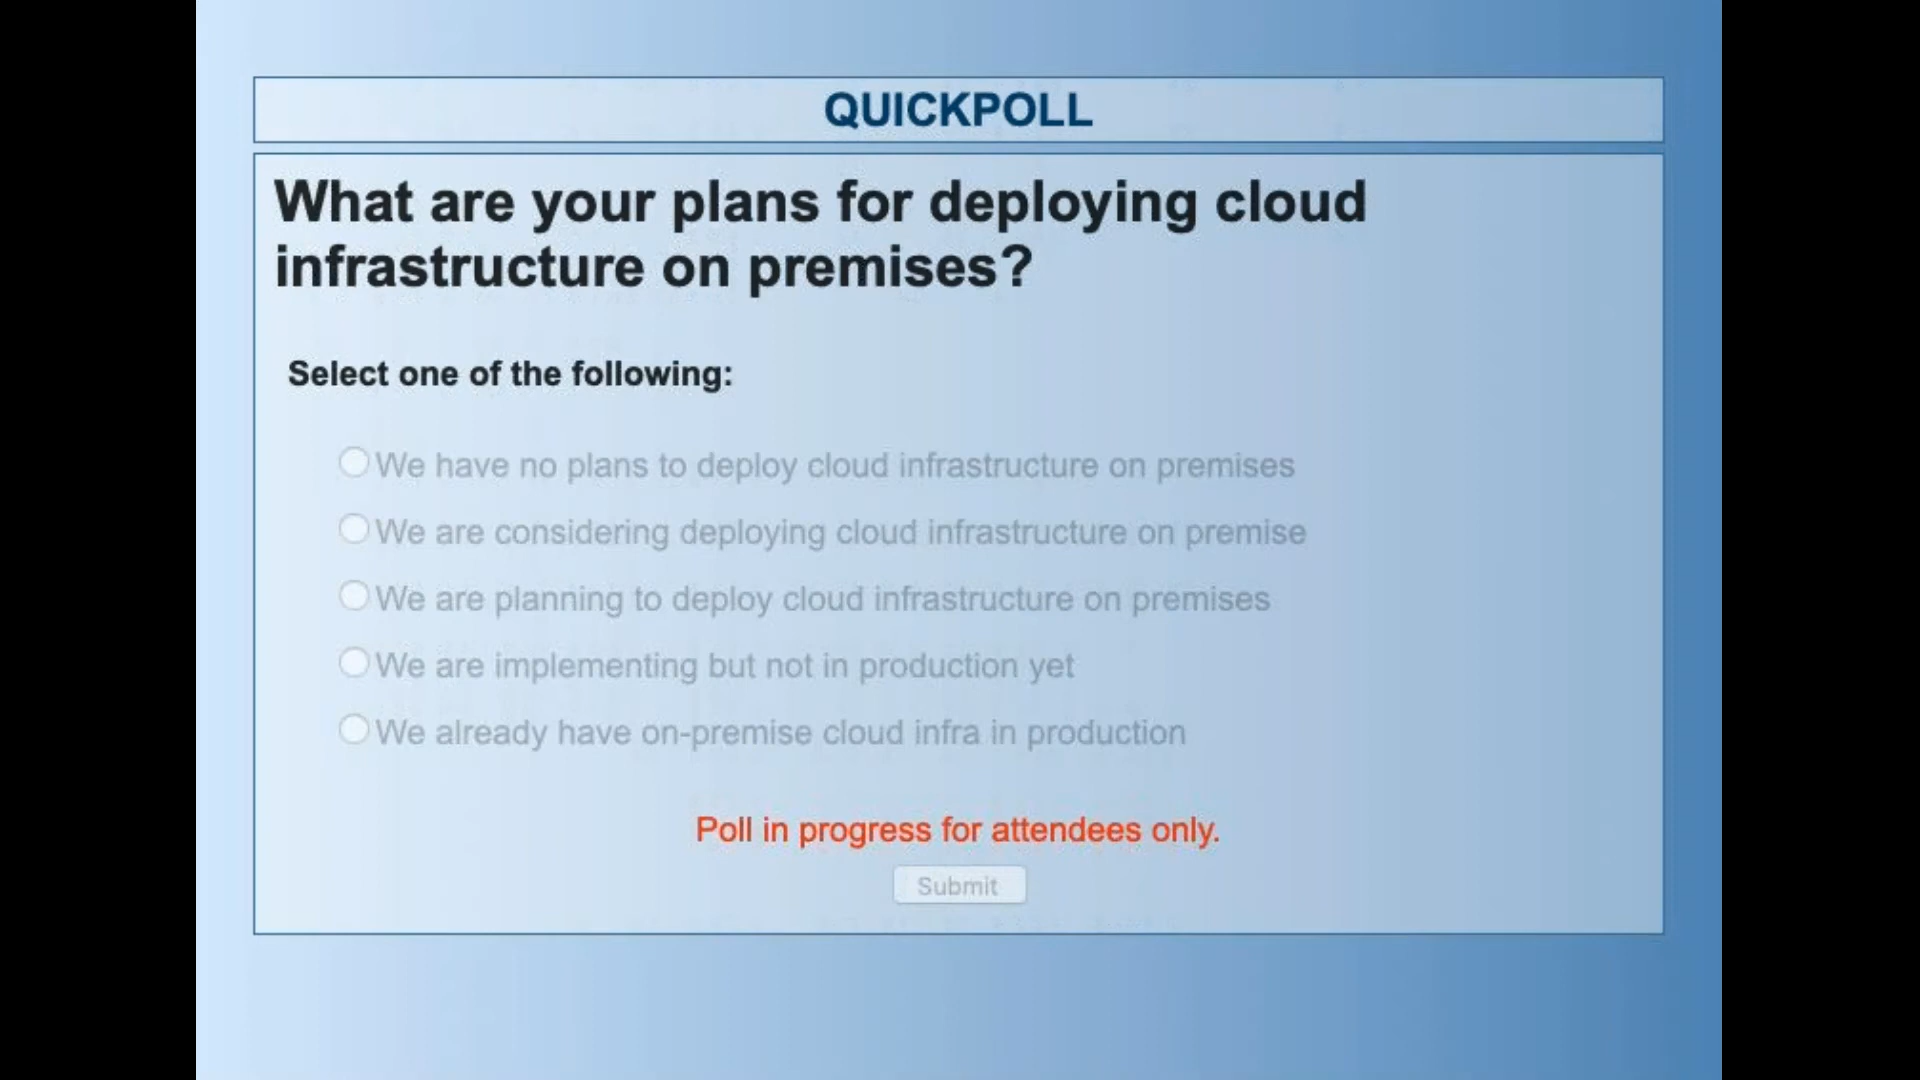 QUICKPOLL
What are your plans for deploying cloud
infrastructure on premises?
Select one of the following:
We have no plans to deploy cloud infrastructure on premises
We are considering deploying cloud infrastructure on premise
We are planning to deploy cloud infrastructure on premises
We are implementing but not in production yet
We already have on-premise cloud infra in production
Poll in progress for attendees only.
Submit